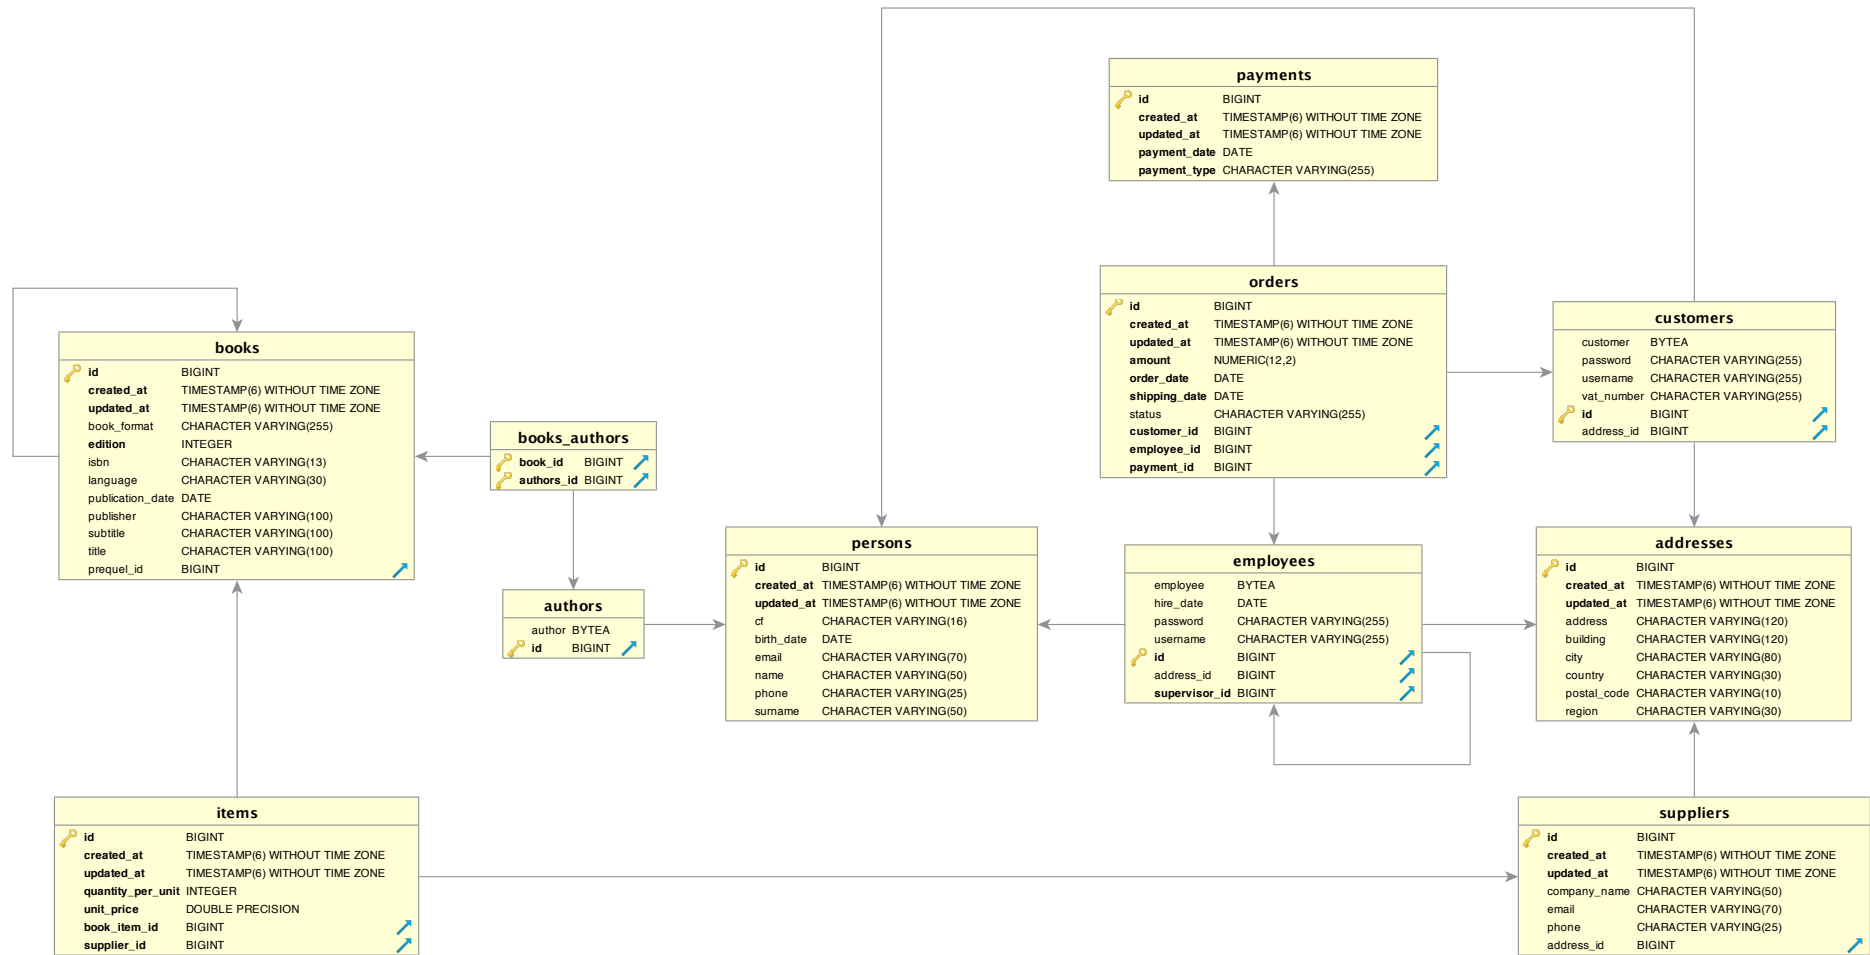 payments
id BIGINT
created_at TIMESTAMP(6) WITHOUT TIME ZONE
updated_at TIMESTAMP(6) WITHOUT TIME ZONE
payment_date DATE
payment_type CHARACTER VARYING(255)
orders
id BIGINT
created_at TIMESTAMP(6) WITHOUT TIME ZONE
updated_at TIMESTAMP(6) WITHOUT TIME ZONE
amount NUMERIC(12,2)
order_date DATE
shipping_date DATE
status CHARACTER VARYING(255)
customer_id BIGINT
employee_id BIGINT
payment_id BIGINT
customers
customer BYTEA
password CHARACTER VARYING(255)
username CHARACTER VARYING(255)
vat_number CHARACTER VARYING(255)
id BIGINT
address_id BIGINT
books
id BIGINT
created_at TIMESTAMP(6) WITHOUT TIME ZONE
updated_at TIMESTAMP(6) WITHOUT TIME ZONE
book_format CHARACTER VARYING(255)
edition INTEGER
isbn CHARACTER VARYING(13)
language CHARACTER VARYING(30)
publication_date DATE
publisher CHARACTER VARYING(100)
subtitle CHARACTER VARYING(100)
title CHARACTER VARYING(100)
prequel_id BIGINT
books_authors
book_id BIGINT
authors_id BIGINT
authors
author BYTEA
id BIGINT
persons
id BIGINT
created_at TIMESTAMP(6) WITHOUT TIME ZONE
updated_at TIMESTAMP(6) WITHOUT TIME ZONE
cf CHARACTER VARYING(16)
birth_date DATE
email CHARACTER VARYING(70)
name CHARACTER VARYING(50)
phone CHARACTER VARYING(25)
surname CHARACTER VARYING(50)
employees
employee BYTEA
hire_date DATE
password CHARACTER VARYING(255)
username CHARACTER VARYING(255)
id BIGINT
address_id BIGINT
supervisor_id BIGINT
addresses
id BIGINT
created_at TIMESTAMP(6) WITHOUT TIME ZONE
updated_at TIMESTAMP(6) WITHOUT TIME ZONE
address CHARACTER VARYING(120)
building CHARACTER VARYING(120)
city CHARACTER VARYING(80)
country CHARACTER VARYING(30)
postal_code CHARACTER VARYING(10)
region CHARACTER VARYING(30)
items
id BIGINT
created_at TIMESTAMP(6) WITHOUT TIME ZONE
updated_at TIMESTAMP(6) WITHOUT TIME ZONE
quantity_per_unit INTEGER
unit_price DOUBLE PRECISION
book_item_id BIGINT
supplier_id BIGINT
suppliers
id BIGINT
created_at TIMESTAMP(6) WITHOUT TIME ZONE
updated_at TIMESTAMP(6) WITHOUT TIME ZONE
company_name CHARACTER VARYING(50)
email CHARACTER VARYING(70)
phone CHARACTER VARYING(25)
address_id BIGINT